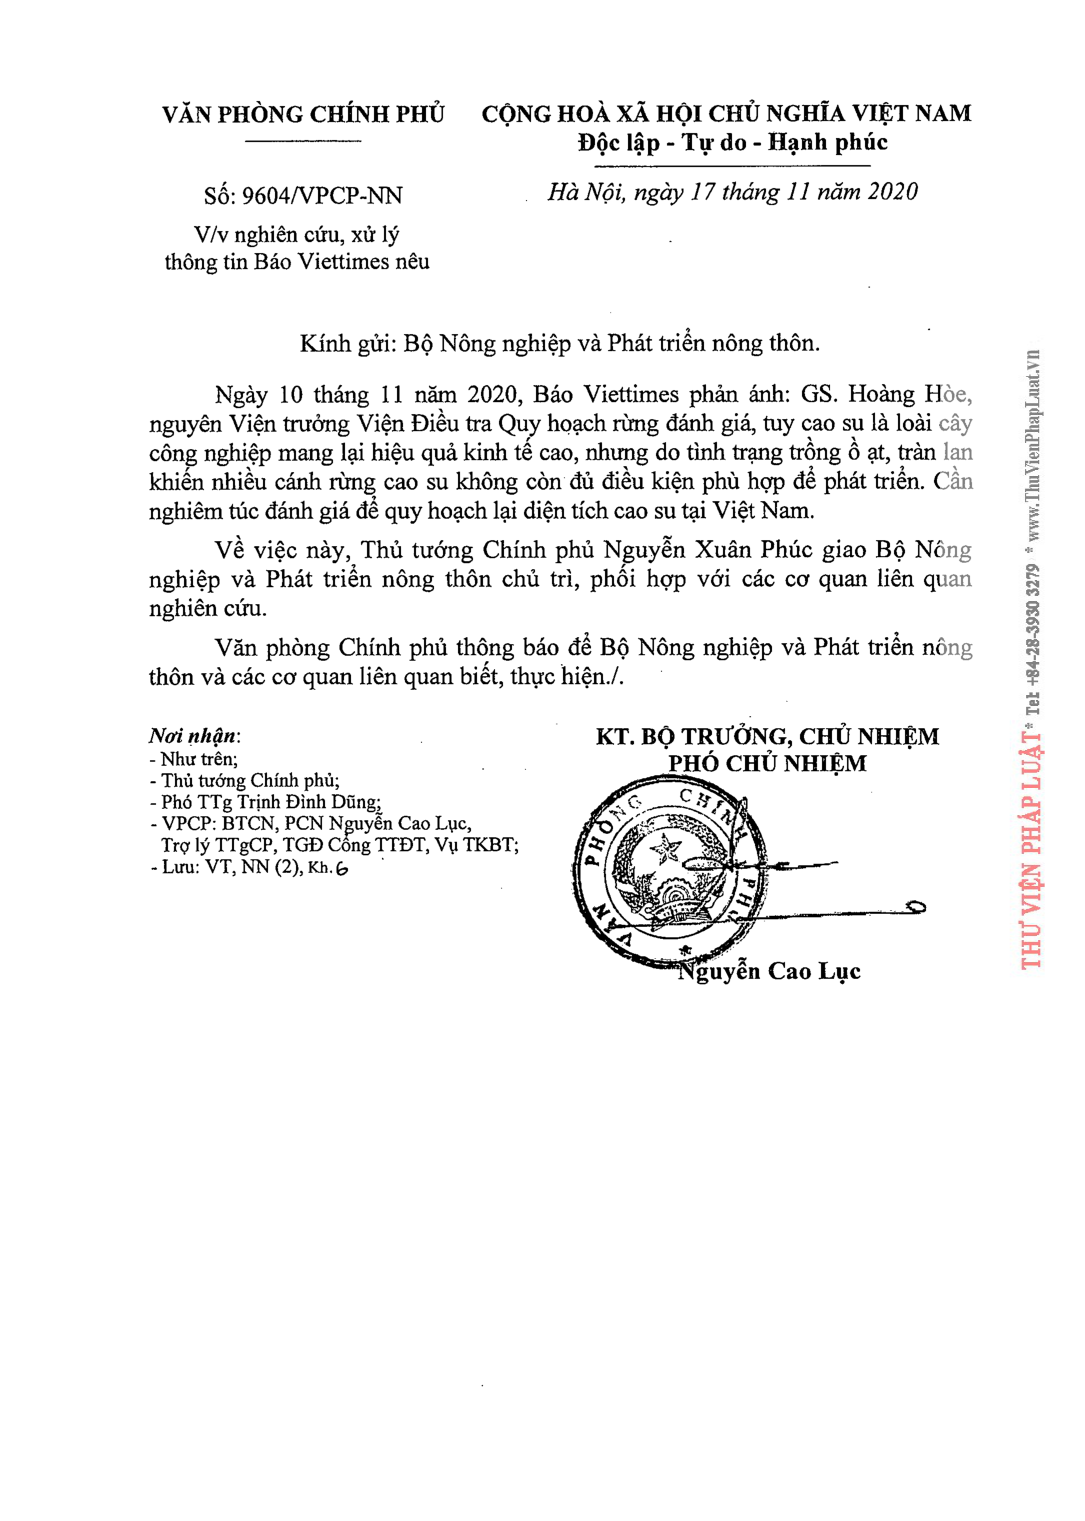 VĂN PHÒNG CHÍNH PHỦ
CỘNG HOÀ XÃ HỘI CHỦ NGHĨA VIỆT NAM
Độc lập - Tự do - Hạnh phúc
Số: 9604/VPCP-NN
Hà Nội, ngày 17 tháng 11 năm 2020
V/v nghiên cứu, xử lý
thông tin Báo Viettimes nêu
Kính gửi: Bộ Nông nghiệp và Phát triển nông thôn.
Ngày 10 tháng 11 năm 2020, Báo Viettimes phản ánh: GS. Hoàng Hòe,
nguyên Viện trưởng Viện Điều tra Quy hoạch rừng đánh giá, tuy cao su là loài cây
công nghiệp mang lại hiệu quả kinh tế cao, nhưng do tình trạng trồng ồ ạt, tràn lan
khiến nhiều cánh rừng cao su không còn đủ điều kiện phù hợp để phát triển. Cần
nghiêm túc đánh giá để quy hoạch lại diện tích cao su tại Việt Nam.
Về việc này, Thủ tướng Chính phủ Nguyễn Xuân Phúc giao Bộ Nông
nghiệp và Phát triển nông thôn chủ trì, phối hợp với các cơ quan liên quan
nghiên cứu.
Văn phòng Chính phủ thông báo để Bộ Nông nghiệp và Phát triển nông
thôn và các cơ quan liên quan biết, thực hiện./.
Nơi nhận:
- Như trên;
- Thủ tướng Chính phủ;
- Phó TTg Trịnh Đình Dũng;
- VPCP: BTCN, PCN Nguyễn Cao Lục,
Trợ lý TTgCP, TGĐ Cổng TTĐT, Vụ TKBT;
- Lưu: VT, NN (2), Kh.6
KT. BỘ TRƯỞNG, CHỦ NHIỆM
PHÓ CHỦ NHIỆM
VĂN PHÒNG CHÍNH PHỦ
Nguyễn Cao Lục
THƯ VIỆN PHÁP LUẬT * Tel: +84-28-3930 3279 * www.ThuVienPhapLuat.vn